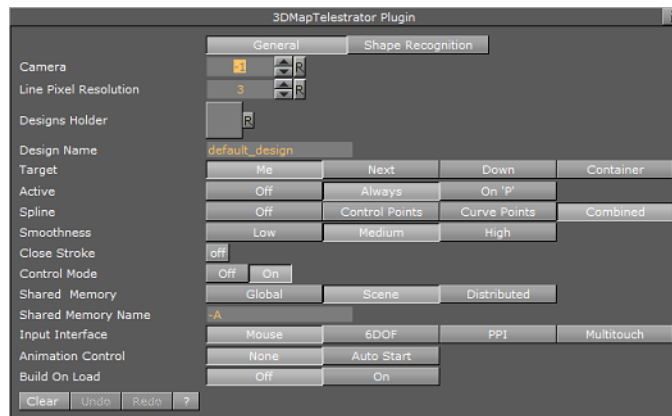 3DMapTelestrator Plugin
General Shape Recognition
Camera -1 R
Line Pixel Resolution 3 R
Designs Holder R
Design Name default_design
Target Me Next Down Container
Active Off Always On 'P'
Spline Off Control Points Curve Points Combined
Smoothness Low Medium High
Close Stroke off
Control Mode Off On
Shared Memory Global Scene Distributed
Shared Memory Name -A
Input Interface Mouse 6DOF PPI Multitouch
Animation Control None Auto Start
Build On Load Off On
Clear Undo Redo ?